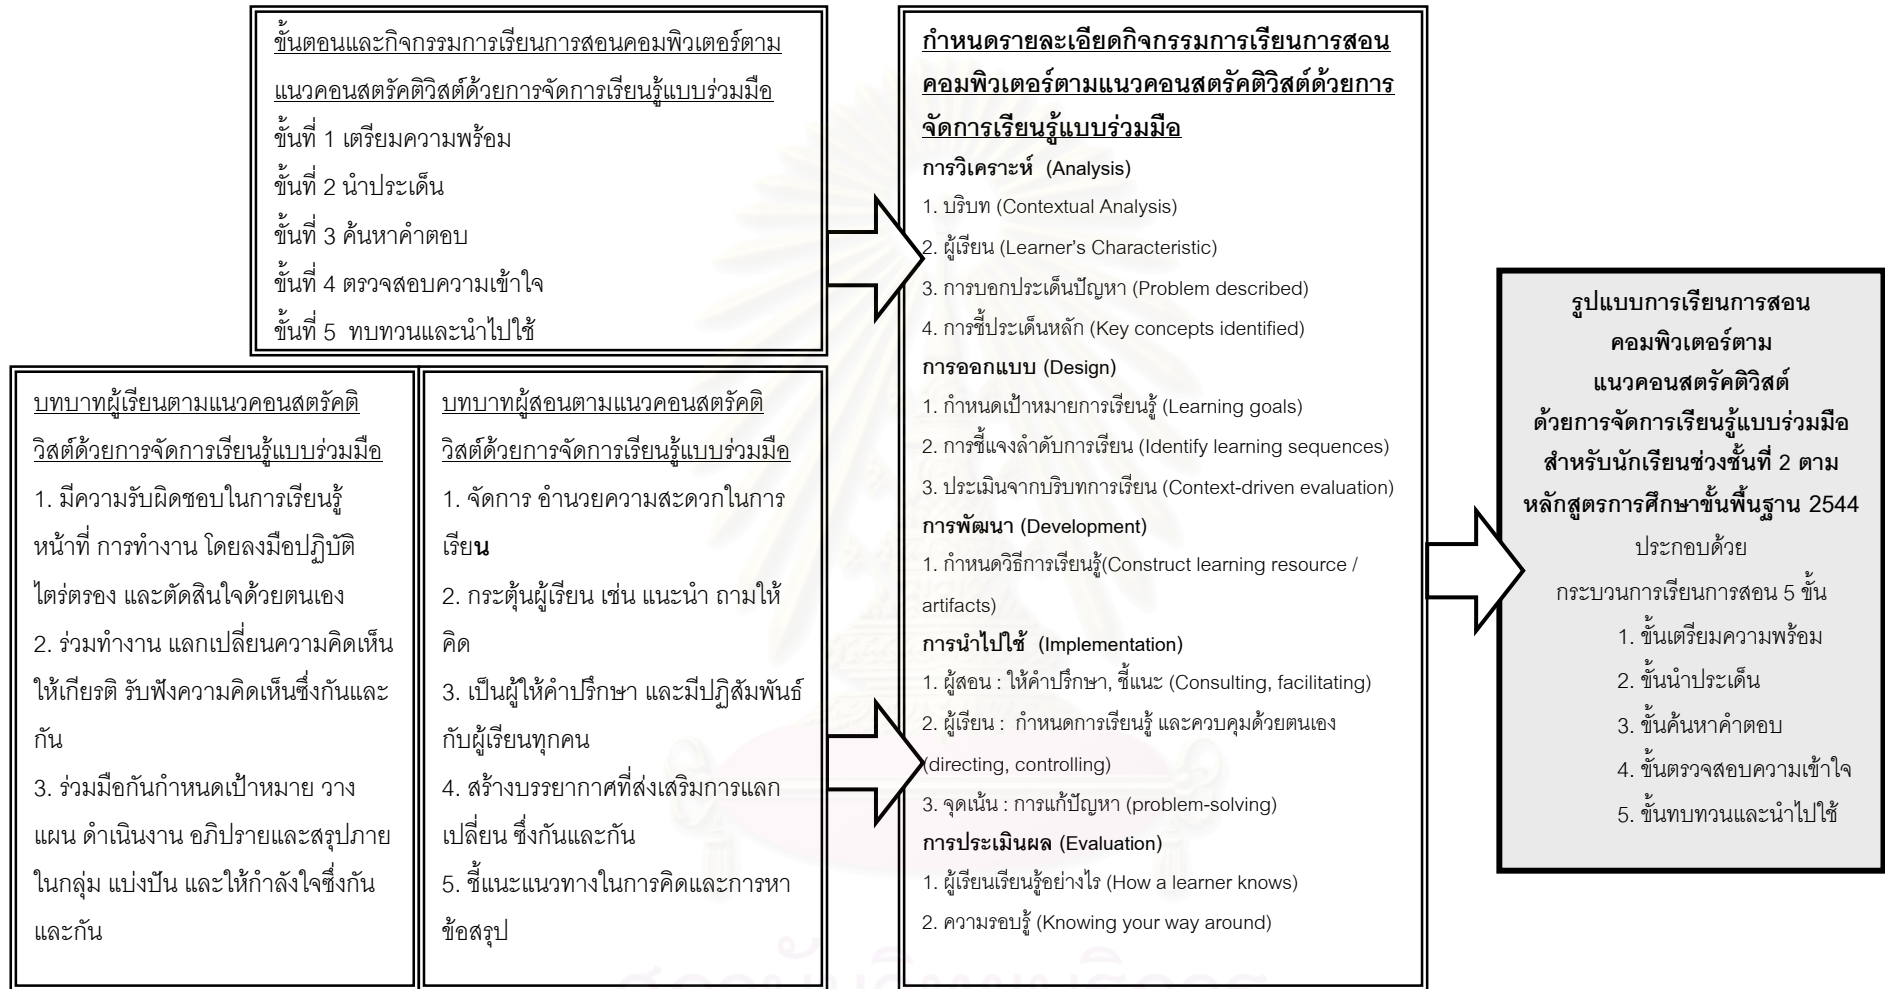 ขั้นตอนและกิจกรรมการเรียนการสอนคอมพิวเตอร์ตาม
แนวคอนสตรัคติวิสต์ด้วยการจัดการเรียนรู้แบบร่วมมือ
ขั้นที่ 1 เตรียมความพร้อม
ขั้นที่ 2 นำประเด็น
ขั้นที่ 3 ค้นหาคำตอบ
ขั้นที่ 4 ตรวจสอบความเข้าใจ
ขั้นที่ 5 ทบทวนและนำไปใช้
บทบาทผู้เรียนตามแนวคอนสตรัคติ
วิสต์ด้วยการจัดการเรียนรู้แบบร่วมมือ
1. มีความรับผิดชอบในการเรียนรู้
หน้าที่ การทำงาน โดยลงมือปฏิบัติ
ไตร่ตรอง และตัดสินใจด้วยตนเอง
2. ร่วมทำงาน แลกเปลี่ยนความคิดเห็น
ให้เกียรติ รับฟังความคิดเห็นซึ่งกันและ
กัน
3. ร่วมมือกันกำหนดเป้าหมาย วาง
แผน ดำเนินงาน อภิปรายและสรุปภาย
ในกลุ่ม แบ่งปัน และให้กำลังใจซึ่งกัน
และกัน
บทบาทผู้สอนตามแนวคอนสตรัคติ
วิสต์ด้วยการจัดการเรียนรู้แบบร่วมมือ
1. จัดการ อำนวยความสะดวกในการ
เรียน
2. กระตุ้นผู้เรียน เช่น แนะนำ ถามให้
คิด
3. เป็นผู้ให้คำปรึกษา และมีปฏิสัมพันธ์
กับผู้เรียนทุกคน
4. สร้างบรรยากาศที่ส่งเสริมการแลก
เปลี่ยน ซึ่งกันและกัน
5. ชี้แนะแนวทางในการคิดและการหา
ข้อสรุป
กำหนดรายละเอียดกิจกรรมการเรียนการสอน
คอมพิวเตอร์ตามแนวคอนสตรัคติวิสต์ด้วยการ
จัดการเรียนรู้แบบร่วมมือ
การวิเคราะห์ (Analysis)
1. บริบท (Contextual Analysis)
2. ผู้เรียน (Learner's Characteristic)
3. การบอกประเด็นปัญหา (Problem described)
4. การชี้ประเด็นหลัก (Key concepts identified)
การออกแบบ (Design)
1. กำหนดเป้าหมายการเรียนรู้ (Learning goals)
2. การชี้แจงลำดับการเรียน (Identify learning sequences)
3. ประเมินจากบริบทการเรียน (Context-driven evaluation)
การพัฒนา (Development)
1. กำหนดวิธีการเรียนรู้(Construct learning resource /
artifacts)
การนำไปใช้ (Implementation)
1. ผู้สอน : ให้คำปรึกษา, ชี้แนะ (Consulting, facilitating)
2. ผู้เรียน : กำหนดการเรียนรู้ และควบคุมด้วยตนเอง
(directing, controlling)
3. จุดเน้น : การแก้ปัญหา (problem-solving)
การประเมินผล (Evaluation)
1. ผู้เรียนเรียนรู้อย่างไร (How a learner knows)
2. ความรอบรู้ (Knowing your way around)
รูปแบบการเรียนการสอน
คอมพิวเตอร์ตาม
แนวคอนสตรัคติวิสต์
ด้วยการจัดการเรียนรู้แบบร่วมมือ
สำหรับนักเรียนช่วงชั้นที่ 2 ตาม
หลักสูตรการศึกษาขั้นพื้นฐาน 2544
ประกอบด้วย
กระบวนการเรียนการสอน 5 ขั้น
1. ขั้นเตรียมความพร้อม
2. ขั้นนำประเด็น
3. ขั้นค้นหาคำตอบ
4. ขั้นตรวจสอบความเข้าใจ
5. ขั้นทบทวนและนำไปใช้